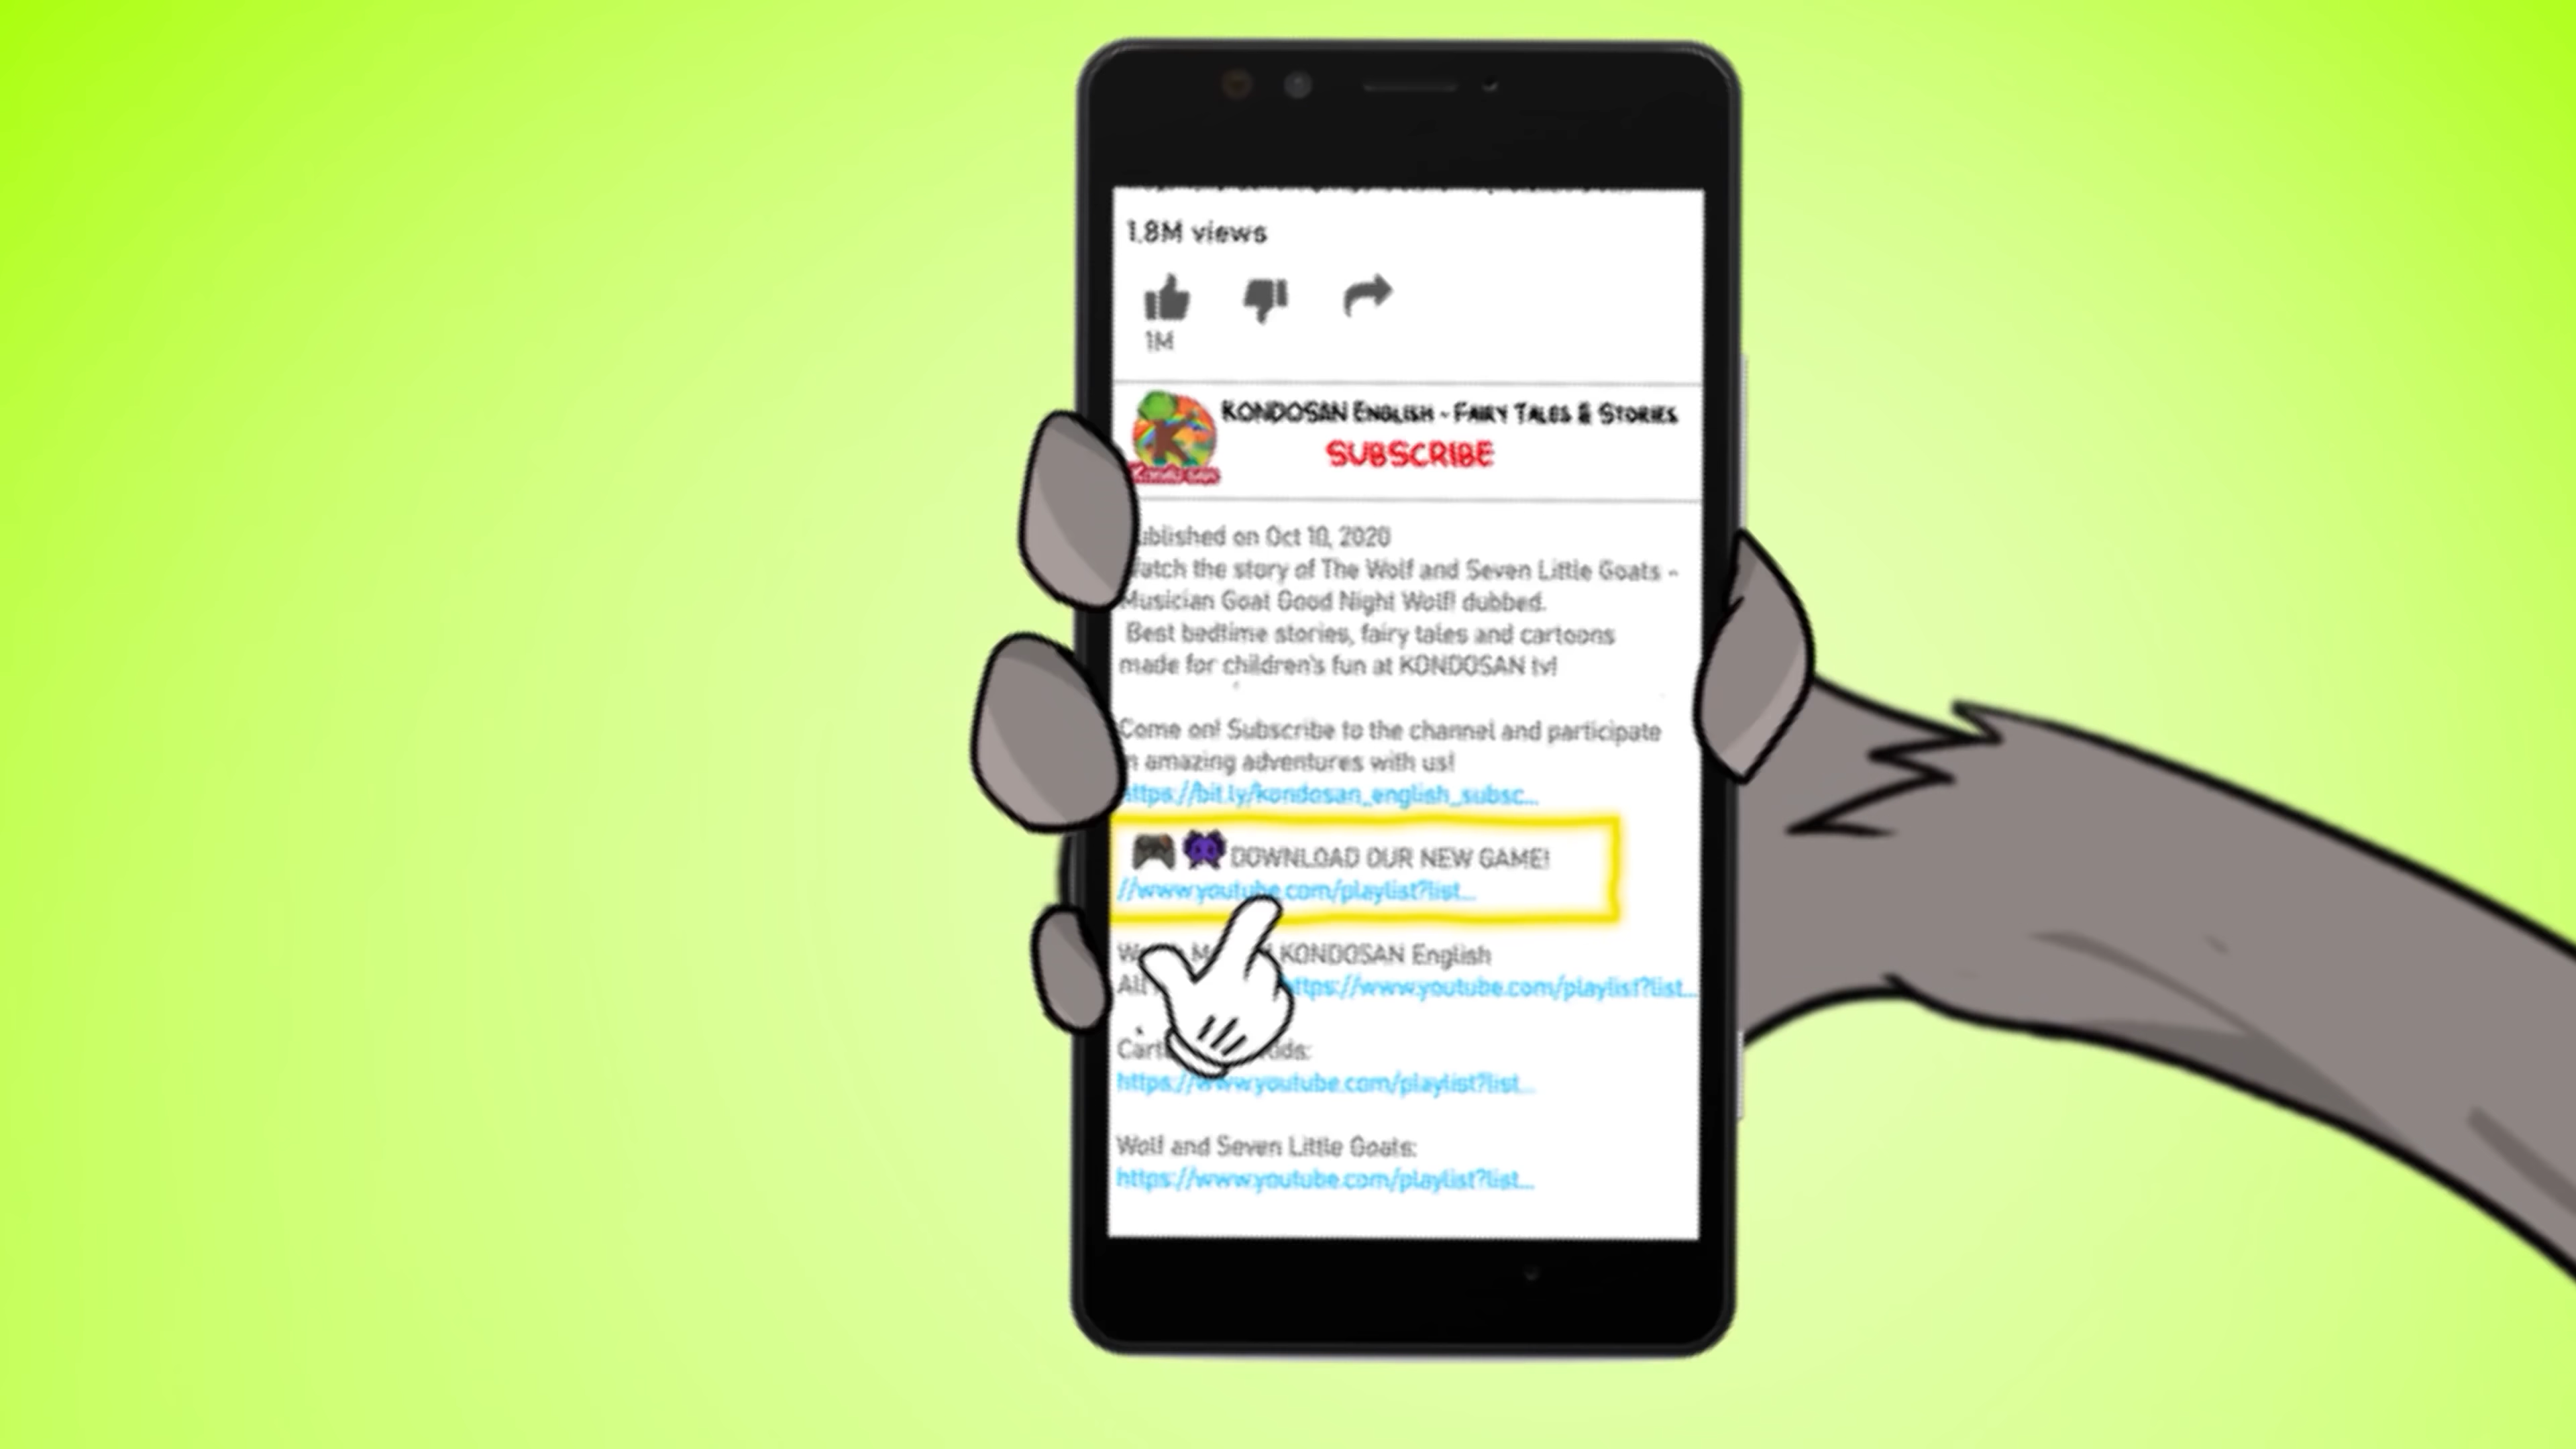 1.8M views
1M
KONDOSAN ENGLISH - FAIRY TALES & STORIES
Kondosan
SUBSCRIBE
ublished on Oct 10, 2020
Watch the story of The Wolf and Seven Little Goats -
Musician Goat Good Night Wolf! dubbed.
Best bedtime stories, fairy tales and cartoons
made for children's fun at KONDOSAN tv!
Come on! Subscribe to the channel and participate
n amazing adventures with us!
https://bit.ly/kondosan_english_subsc...
DOWNLOAD OUR NEW GAME!
//www.youtube.com/playlist?list...
KONDOSAN English
All https://www.youtube.com/playlist?list...
https://www.youtube.com/playlist?list...
Wolf and Seven Little Goats:
https://www.youtube.com/playlist?list...